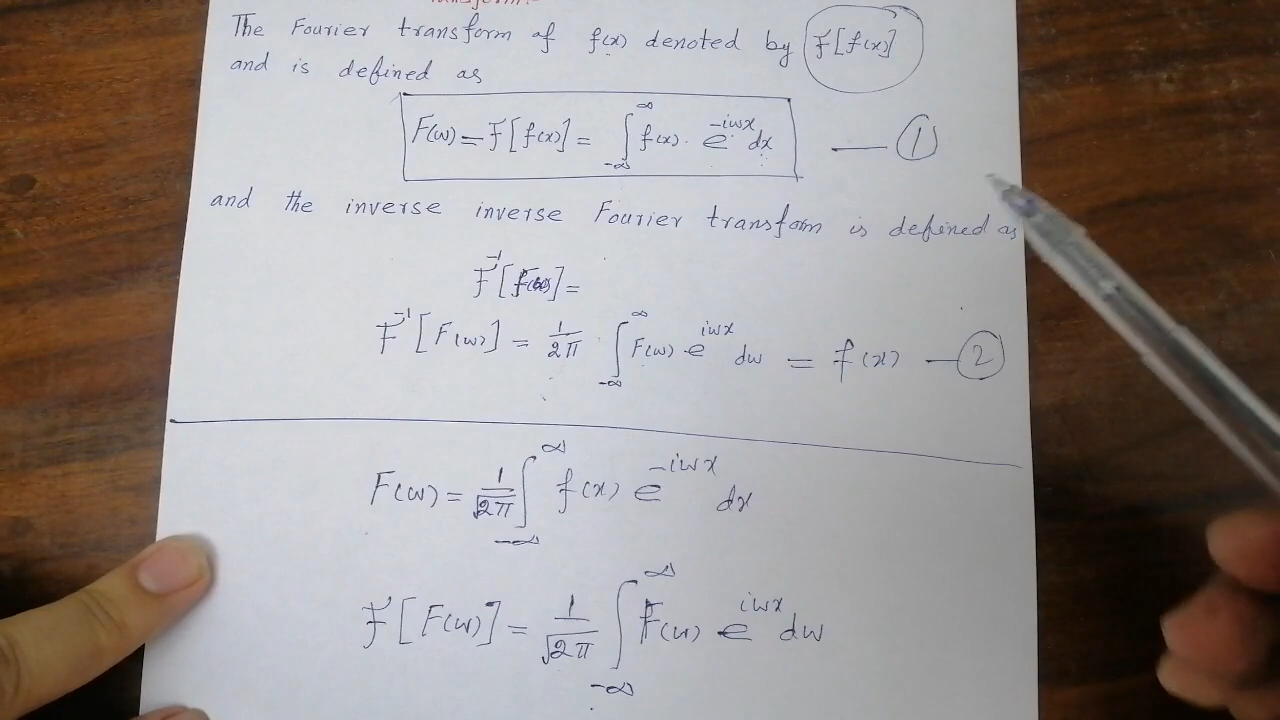 The Fourier transform of f(x) denoted by F[f(x)]
and is defined as
F(w) = F[f(x)] = ∫_{-∞}^{∞} f(x). e^{-iwx} dx — ①
and the inverse inverse Fourier transform is defined as
F^{-1}[F(w)] =
F^{-1}[F(w)] = 1/2π ∫_{-∞}^{∞} F(w) e^{iwx} dw = f(x) — ②
F(w) = 1/√2π ∫_{-∞}^{∞} f(x) e^{-iwx} dx
F[F(w)] = 1/√2π ∫_{-∞}^{∞} F(w) e^{iwx} dw